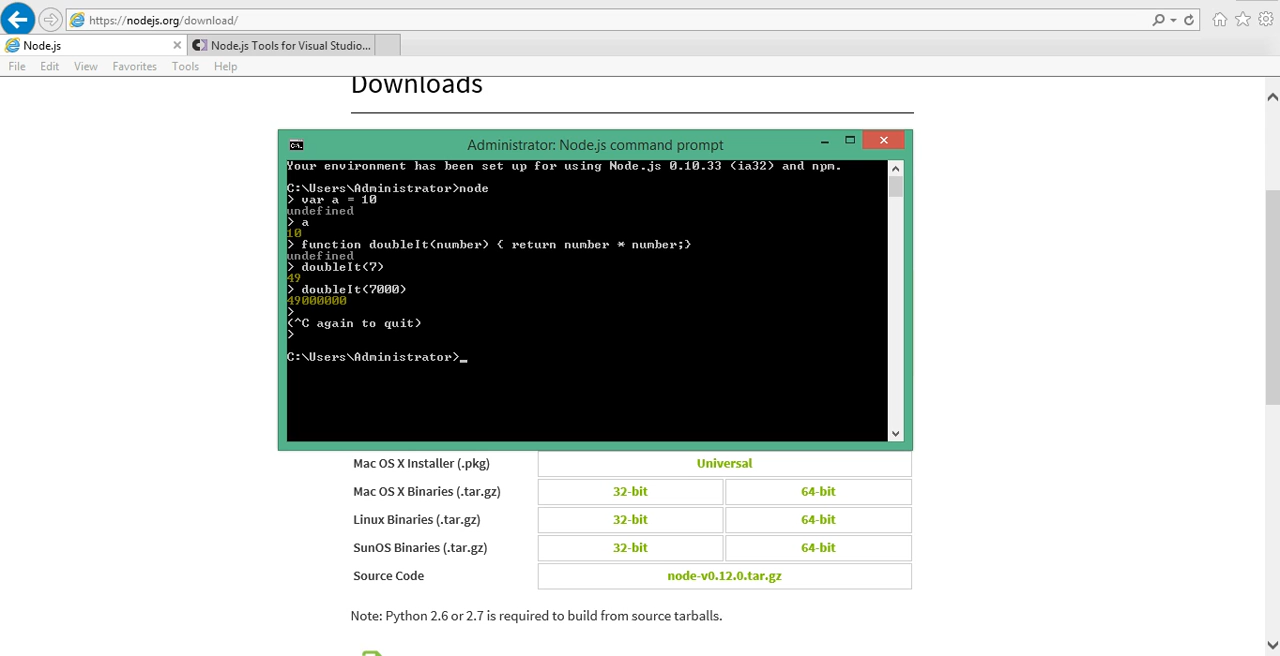 https://nodejs.org/download/
Node.js
Node.js Tools for Visual Studio...
File Edit View Favorites Tools Help
Downloads
Administrator: Node.js command prompt
Your environment has been set up for using Node.js 0.10.33 (ia32) and npm.
C:\Users\Administrator>node
> var a = 10
undefined
> a
10
> function doubleIt(number) { return number * number;}
undefined
> doubleIt(7)
49
> doubleIt(7000)
49000000
>
(^C again to quit)
>
C:\Users\Administrator>_
Mac OS X Installer (.pkg) Universal
Mac OS X Binaries (.tar.gz) 32-bit 64-bit
Linux Binaries (.tar.gz) 32-bit 64-bit
SunOS Binaries (.tar.gz) 32-bit 64-bit
Source Code node-v0.12.0.tar.gz
Note: Python 2.6 or 2.7 is required to build from source tarballs.